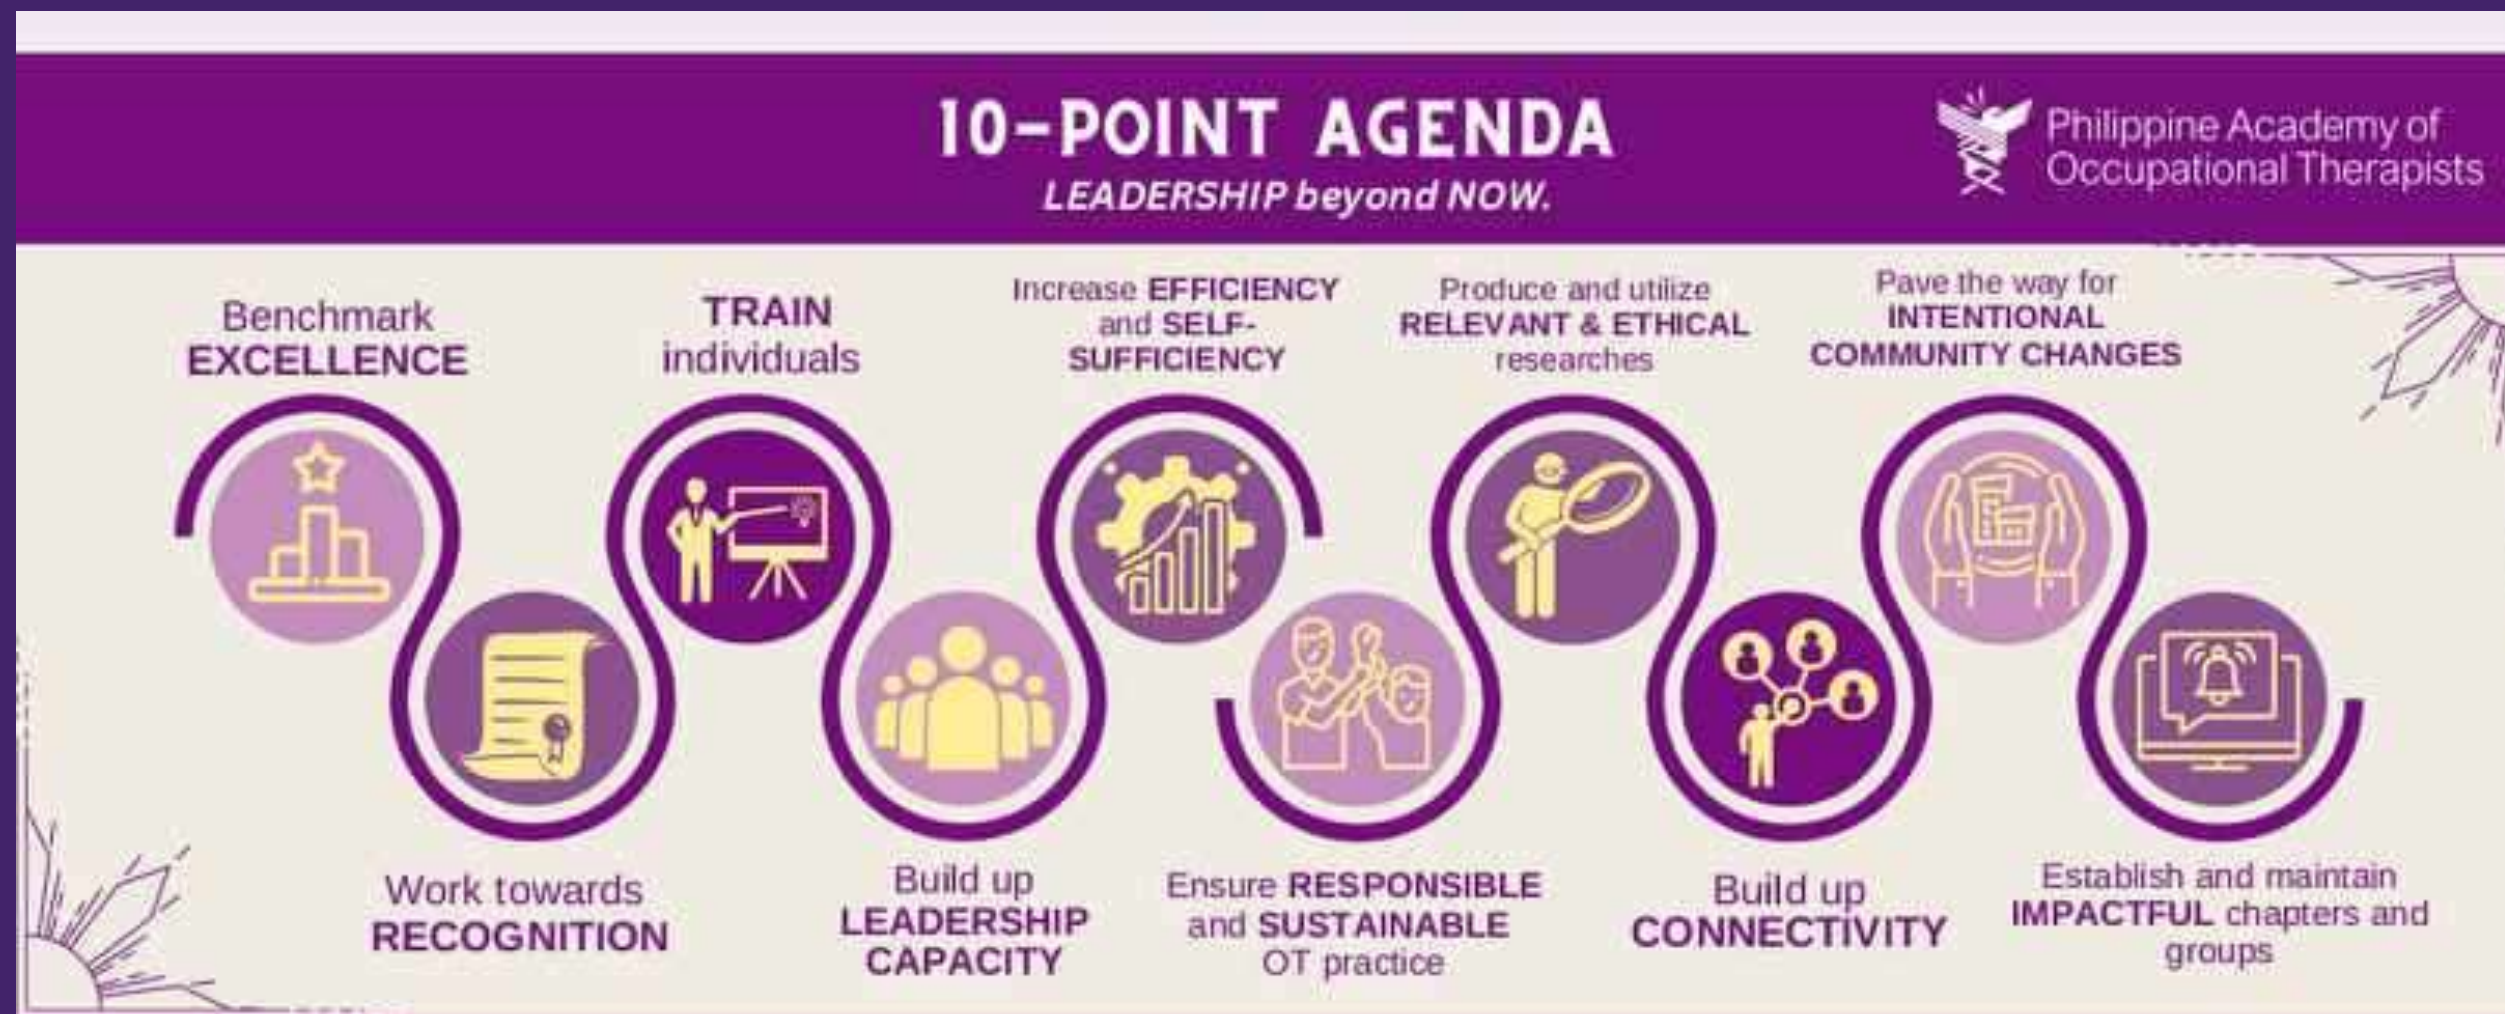 10-POINT AGENDA
LEADERSHIP beyond NOW.
Philippine Academy of
Occupational Therapists
Benchmark
EXCELLENCE
Work towards
RECOGNITION
TRAIN
individuals
Build up
LEADERSHIP
CAPACITY
Increase EFFICIENCY
and SELF-
SUFFICIENCY
Ensure RESPONSIBLE
and SUSTAINABLE
OT practice
Produce and utilize
RELEVANT & ETHICAL
researches
Build up
CONNECTIVITY
Pave the way for
INTENTIONAL
COMMUNITY CHANGES
Establish and maintain
IMPACTFUL chapters and
groups